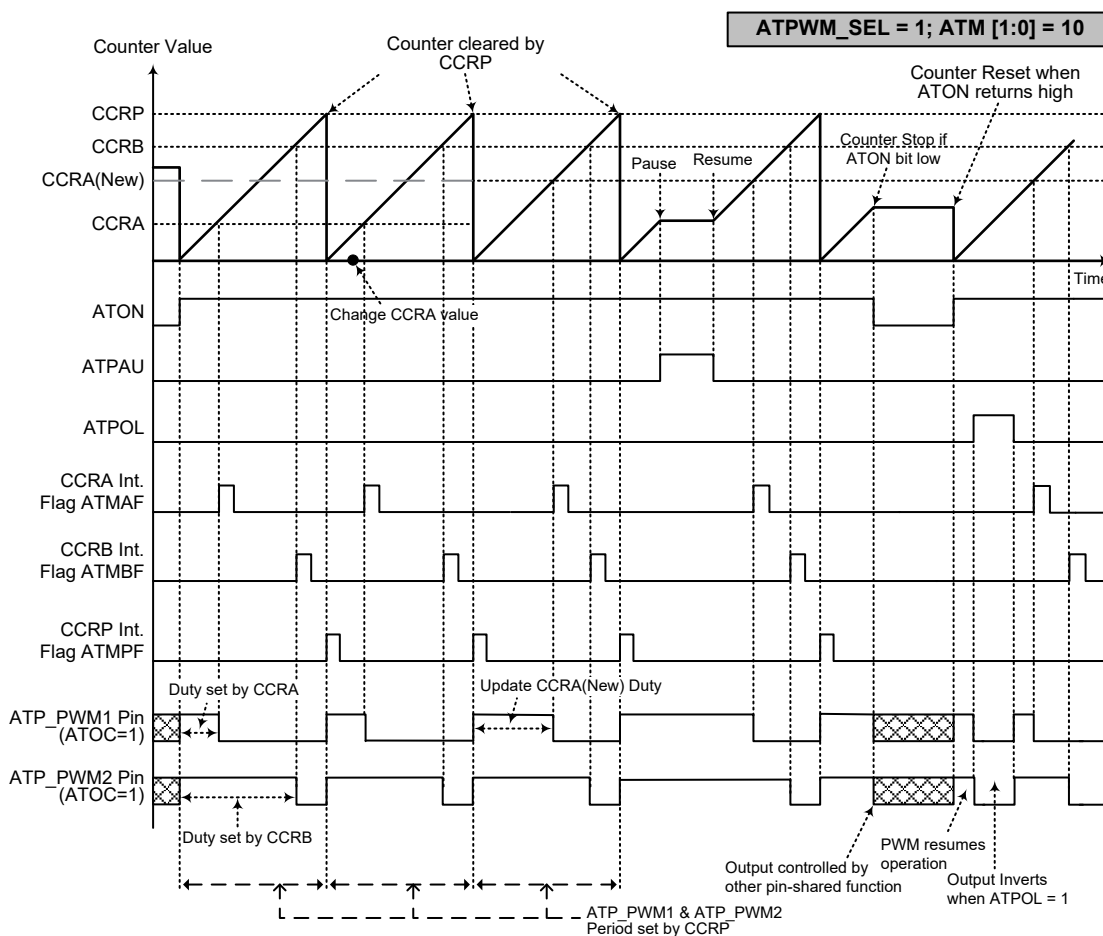 ATPWM_SEL = 1; ATM [1:0] = 10
Counter Value
Counter cleared by
CCRP
Counter Reset when
ATON returns high
CCRP
CCRB
Counter Stop if
ATON bit low
Pause
Resume
CCRA(New)
CCRA
Time
ATON
Change CCRA value
ATPAU
ATPOL
CCRA Int.
Flag ATMAF
CCRB Int.
Flag ATMBF
CCRP Int.
Flag ATMPF
Duty set by CCRA
Update CCRA(New) Duty
ATP_PWM1 Pin
(ATOC=1)
ATP_PWM2 Pin
(ATOC=1)
Duty set by CCRB
PWM resumes
operation
Output controlled by
other pin-shared function
Output Inverts
when ATPOL = 1
ATP_PWM1 & ATP_PWM2
Period set by CCRP